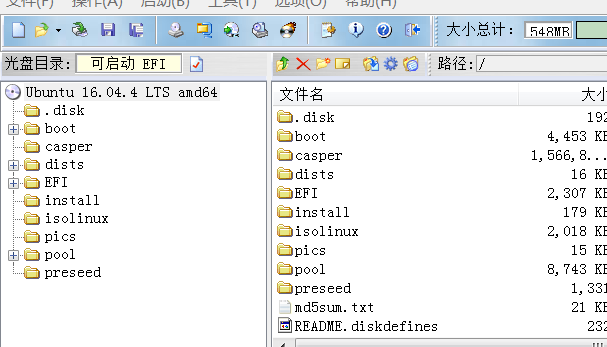 文件(F) 操作(A) 启动(B) 工具(T) 选项(O) 帮助(H)
大小总计: 548MB
光盘目录: 可启动 EFI
路径: /
Ubuntu 16.04.4 LTS amd64
.disk
boot
casper
dists
EFI
install
isolinux
pics
pool
preseed
文件名 大小
.disk 192
boot 4,453 KB
casper 1,566,8...
dists 16 KB
EFI 2,307 KB
install 179 KB
isolinux 2,018 KB
pics 15 KB
pool 8,743 KB
preseed 1,331
md5sum.txt 21 KB
README.diskdefines 232